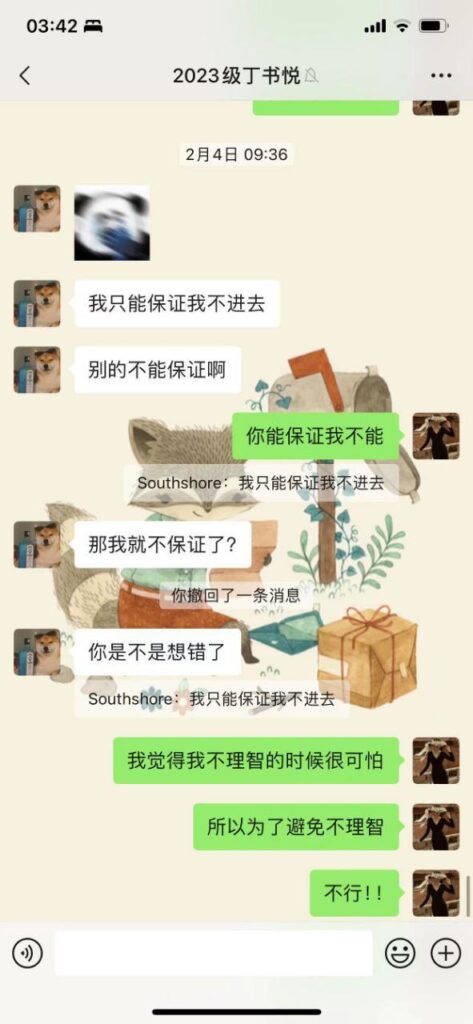 03:42
2023级丁书悦
2月4日 09:36
我只能保证我不进去
别的不能保证啊
你能保证我不能
Southshore：我只能保证我不进去
那我就不保证了？
你撤回了一条消息
你是不是想错了
Southshore：我只能保证我不进去
我觉得我不理智的时候很可怕
所以为了避免不理智
不行！！